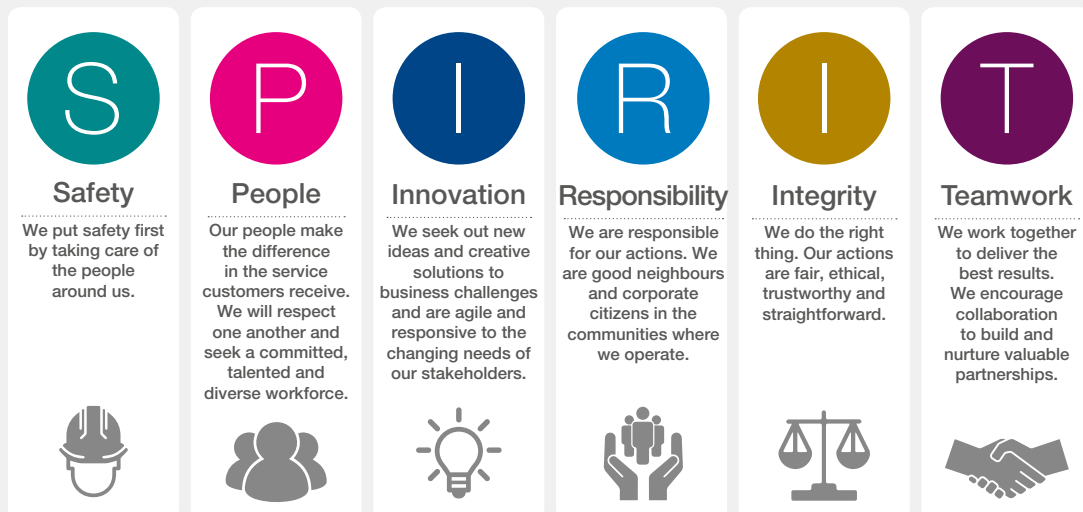 S
Safety
We put safety first
by taking care of
the people
around us.
P
People
Our people make
the difference
in the service
customers receive.
We will respect
one another and
seek a committed,
talented and
diverse workforce.
I
Innovation
We seek out new
ideas and creative
solutions to
business challenges
and are agile and
responsive to the
changing needs of
our stakeholders.
R
Responsibility
We are responsible
for our actions. We
are good neighbours
and corporate
citizens in the
communities where
we operate.
I
Integrity
We do the right
thing. Our actions
are fair, ethical,
trustworthy and
straightforward.
T
Teamwork
We work together
to deliver the
best results.
We encourage
collaboration
to build and
nurture valuable
partnerships.